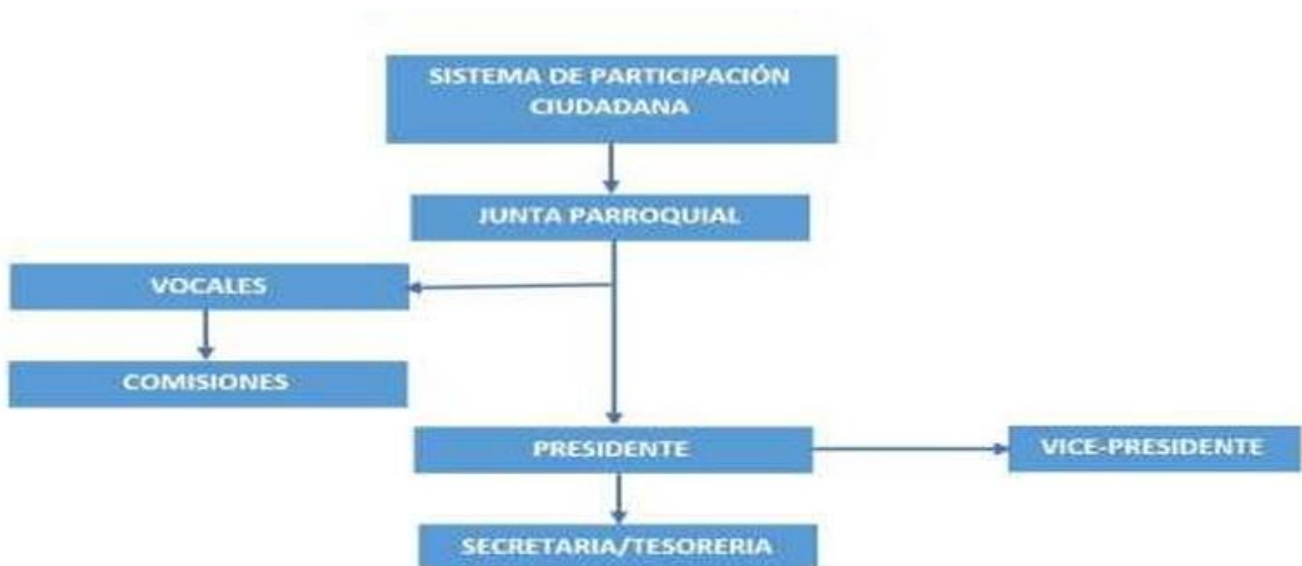 SISTEMA DE PARTICIPACIÓN
CIUDADANA
JUNTA PARROQUIAL
VOCALES
COMISIONES
PRESIDENTE
VICE-PRESIDENTE
SECRETARIA/TESORERIA